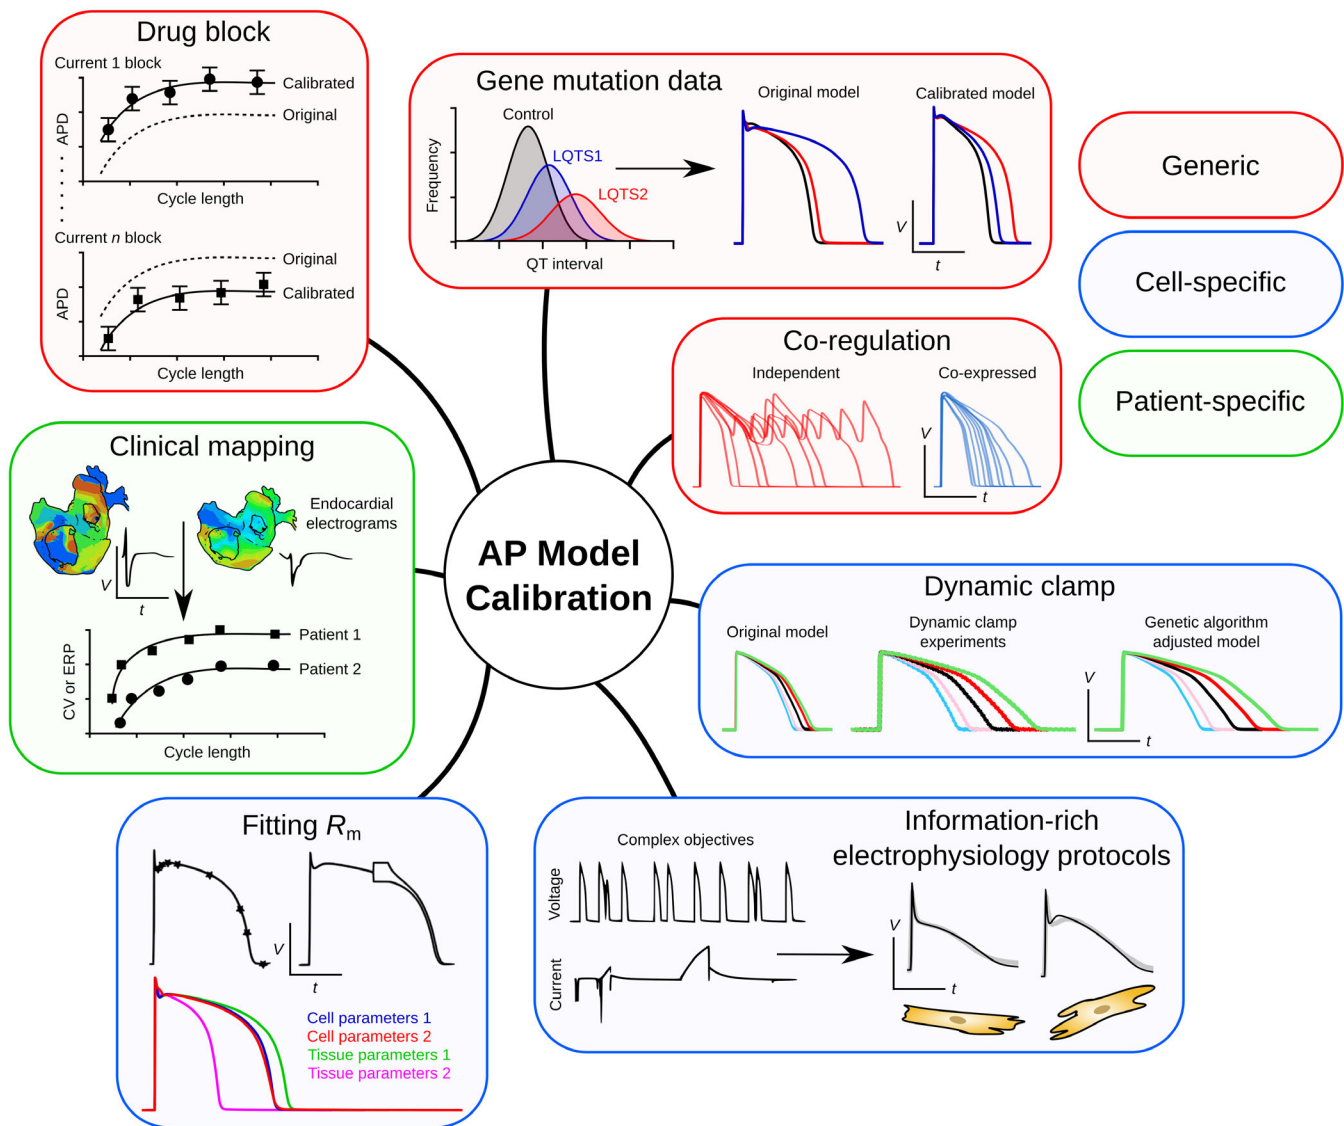 Drug block
Current 1 block
Calibrated
Original
APD
Cycle length
Current n block
Original
Calibrated
APD
Cycle length
Gene mutation data
Control
LQTS1
LQTS2
Frequency
QT interval
Original model
Calibrated model
V
t
Generic
Cell-specific
Patient-specific
Co-regulation
Independent
Co-expressed
V
t
Clinical mapping
Endocardial
electrograms
V
t
Patient 1
Patient 2
CV or ERP
Cycle length
AP Model
Calibration
Dynamic clamp
Original model
Dynamic clamp
experiments
Genetic algorithm
adjusted model
V
t
Fitting Rm
V
t
Cell parameters 1
Cell parameters 2
Tissue parameters 1
Tissue parameters 2
Information-rich
electrophysiology protocols
Complex objectives
Voltage
Current
V
t